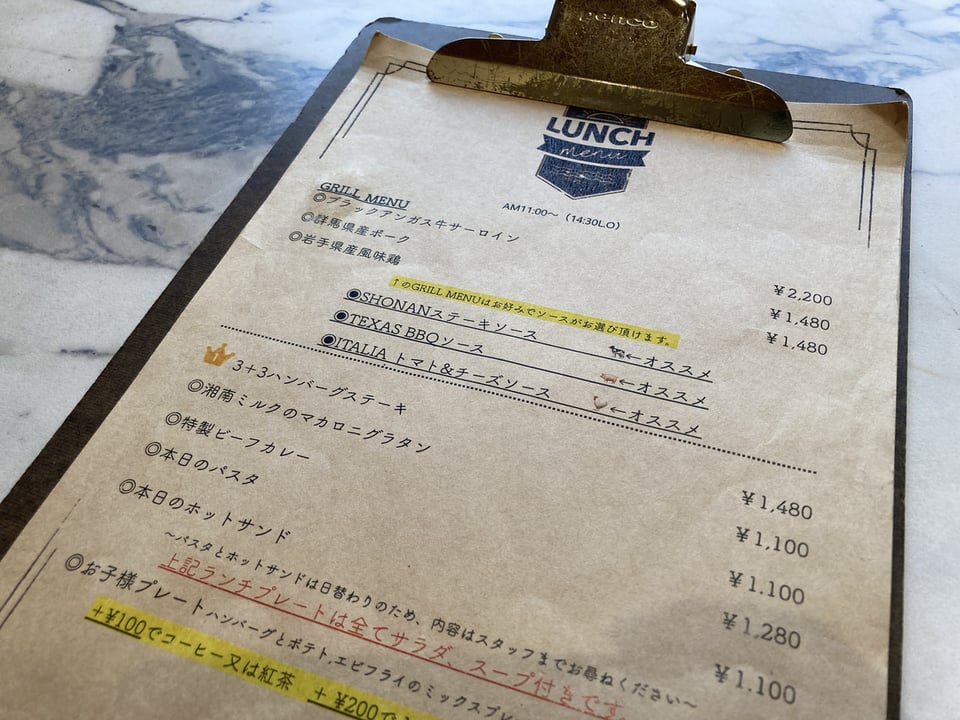 penco
LUNCH
menu
AM11:00〜（14:30L.O）
GRILL MENU
◎ブラックアンガス牛サーロイン ¥2,200
◎群馬県産ポーク ¥1,480
◎岩手県産風味鶏 ¥1,480
↑のGRILL MENUはお好みでソースがお選び頂けます。
◉SHONANステーキソース ←オススメ
◉TEXAS BBQソース ←オススメ
◉ITALIA トマト&チーズソース ←オススメ
3+3ハンバーグステーキ ¥1,480
◎湘南ミルクのマカロニグラタン ¥1,100
◎特製ビーフカレー ¥1.100
◎本日のパスタ ¥1,280
◎本日のホットサンド ¥1.100
〜パスタとホットサンドは日替わりのため、内容はスタッフまでお尋ねください〜
上記ランチプレートは全てサラダ、スープ付きです。
◎お子様プレート ハンバーグとポテト,エビフライのミックスプレ
+¥100でコーヒー又は紅茶 + ¥200で